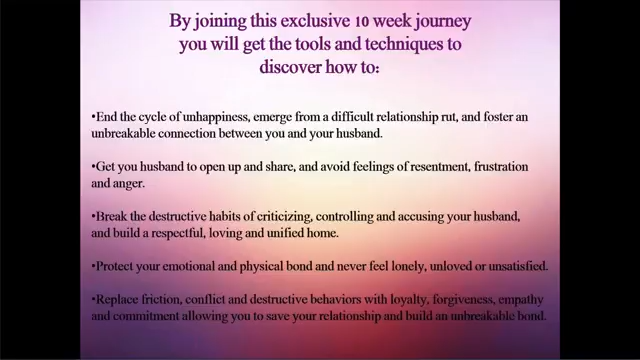 By joining this exclusive 10 week journey
you will get the tools and techniques to
discover how to:
•End the cycle of unhappiness, emerge from a difficult relationship rut, and foster an
unbreakable connection between you and your husband.
•Get you husband to open up and share, and avoid feelings of resentment, frustration
and anger.
•Break the destructive habits of criticizing, controlling and accusing your husband,
and build a respectful, loving and unified home.
•Protect your emotional and physical bond and never feel lonely, unloved or unsatisfied.
•Replace friction, conflict and destructive behaviors with loyalty, forgiveness, empathy
and commitment allowing you to save your relationship and build an unbreakable bond.